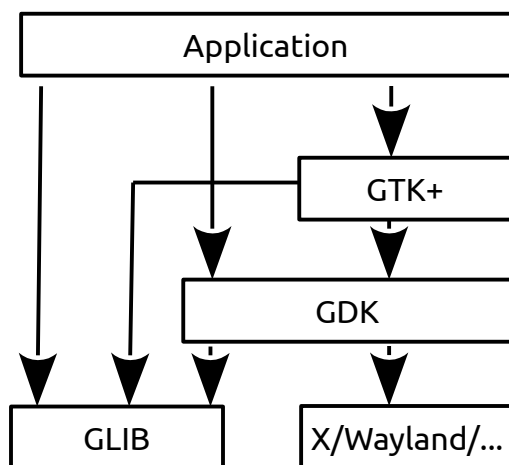 Application
GTK+
GDK
GLIB
X/Wayland/...